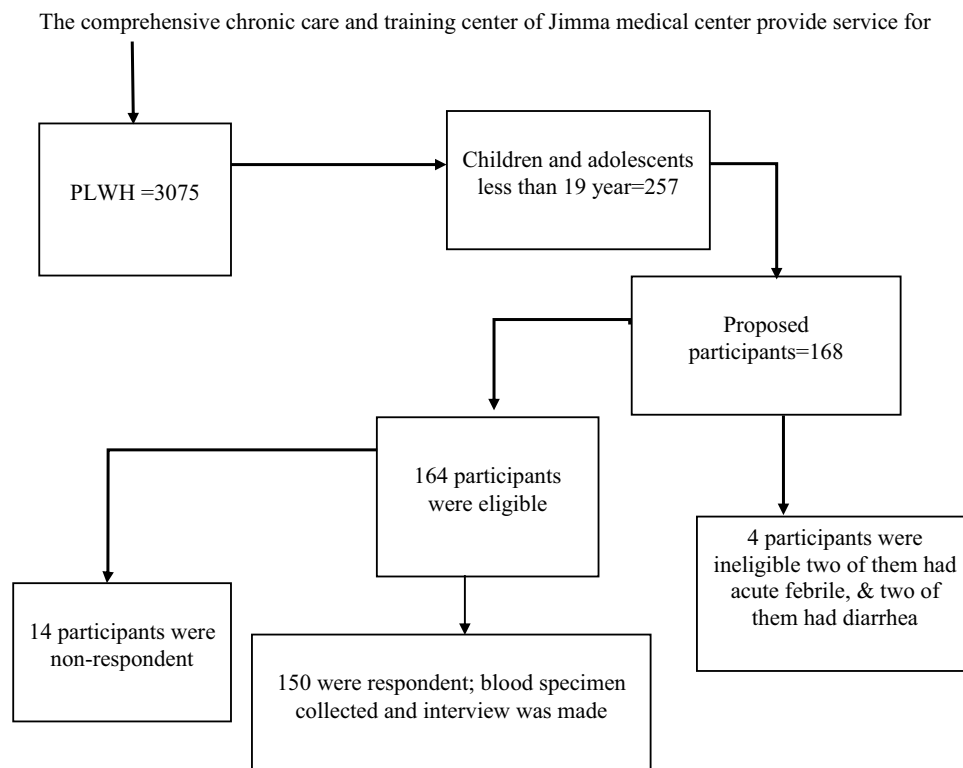 The comprehensive chronic care and training center of Jimma medical center provide service for
PLWH =3075
Children and adolescents
less than 19 year=257
Proposed
participants=168
164 participants
were eligible
4 participants were
ineligible two of them had
acute febrile, & two of
them had diarrhea
14 participants were
non-respondent
150 were respondent; blood specimen
collected and interview was made